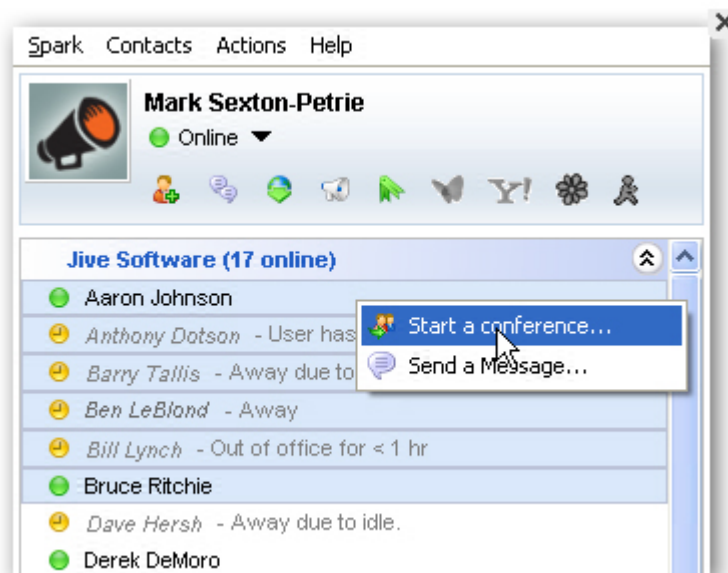 Spark Contacts Actions Help
Mark Sexton-Petrie
Online
Y!
Jive Software (17 online)
Aaron Johnson
Start a conference...
Anthony Dotson - User has
Send a Message...
Barry Tallis - Away due to
Ben LeBlond - Away
Bill Lynch - Out of office for < 1 hr
Bruce Ritchie
Dave Hersh - Away due to idle.
Derek DeMoro